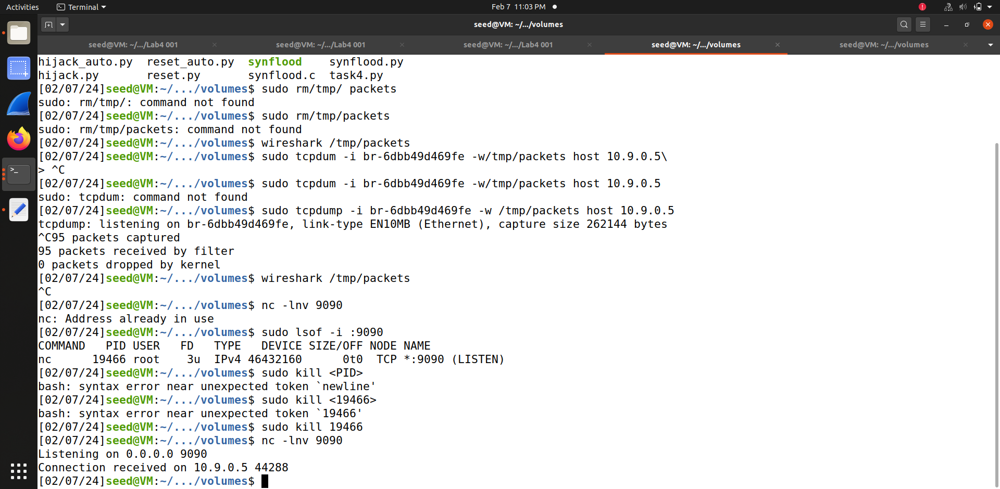 Activities
Terminal
Feb 7 11:03 PM
seed@VM: ~/.../volumes
seed@VM: ~/.../Lab4 001
seed@VM: ~/.../Lab4 001
seed@VM: ~/.../Lab4 001
seed@VM: ~/.../volumes
seed@VM: ~/.../volumes
hijack_auto.py  reset_auto.py  synflood    synflood.py
hijack.py       reset.py       synflood.c  task4.py
[02/07/24]seed@VM:~/.../volumes$ sudo rm/tmp/ packets
sudo: rm/tmp/: command not found
[02/07/24]seed@VM:~/.../volumes$ sudo rm/tmp/packets
sudo: rm/tmp/packets: command not found
[02/07/24]seed@VM:~/.../volumes$ wireshark /tmp/packets
[02/07/24]seed@VM:~/.../volumes$ sudo tcpdum -i br-6dbb49d469fe -w/tmp/packets host 10.9.0.5\
> ^C
[02/07/24]seed@VM:~/.../volumes$ sudo tcpdum -i br-6dbb49d469fe -w/tmp/packets host 10.9.0.5
sudo: tcpdum: command not found
[02/07/24]seed@VM:~/.../volumes$ sudo tcpdump -i br-6dbb49d469fe -w /tmp/packets host 10.9.0.5
tcpdump: listening on br-6dbb49d469fe, link-type EN10MB (Ethernet), capture size 262144 bytes
^C95 packets captured
95 packets received by filter
0 packets dropped by kernel
[02/07/24]seed@VM:~/.../volumes$ wireshark /tmp/packets
^C
[02/07/24]seed@VM:~/.../volumes$ nc -lnv 9090
nc: Address already in use
[02/07/24]seed@VM:~/.../volumes$ sudo lsof -i :9090
COMMAND   PID USER   FD   TYPE   DEVICE SIZE/OFF NODE NAME
nc      19466 root    3u  IPv4 46432160      0t0  TCP *:9090 (LISTEN)
[02/07/24]seed@VM:~/.../volumes$ sudo kill <PID>
bash: syntax error near unexpected token `newline'
[02/07/24]seed@VM:~/.../volumes$ sudo kill <19466>
bash: syntax error near unexpected token `19466'
[02/07/24]seed@VM:~/.../volumes$ sudo kill 19466
[02/07/24]seed@VM:~/.../volumes$ nc -lnv 9090
Listening on 0.0.0.0 9090
Connection received on 10.9.0.5 44288
[02/07/24]seed@VM:~/.../volumes$